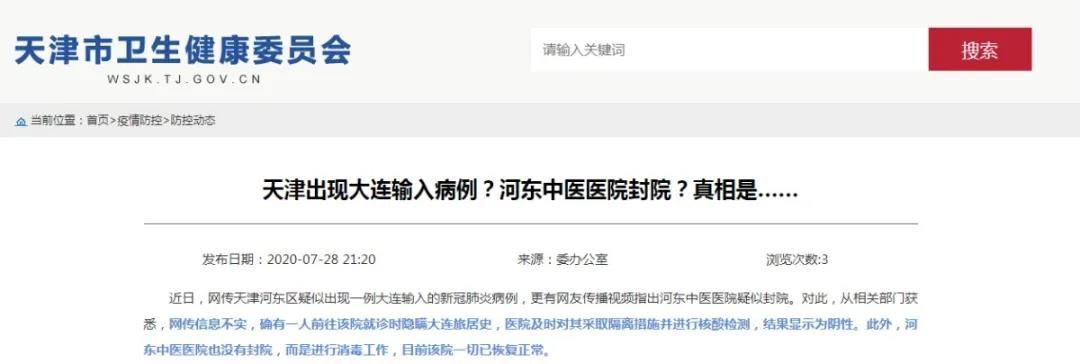 天津市卫生健康委员会
WSJK.TJ.GOV.CN
请输入关键词
搜索
当前位置：首页>疫情防控>防控动态
天津出现大连输入病例？河东中医医院封院？真相是......
发布日期：2020-07-28 21:20 来源：委办公室 浏览次数:3
近日，网传天津河东区疑似出现一例大连输入的新冠肺炎病例，更有网友传播视频指出河东中医医院疑似封院。对此，从相关部门获
悉，网传信息不实，确有一人前往该院就诊时隐瞒大连旅居史，医院及时对其采取隔离措施并进行核酸检测，结果显示为阴性。此外，河
东中医医院也没有封院，而是进行消毒工作，目前该院一切已恢复正常。